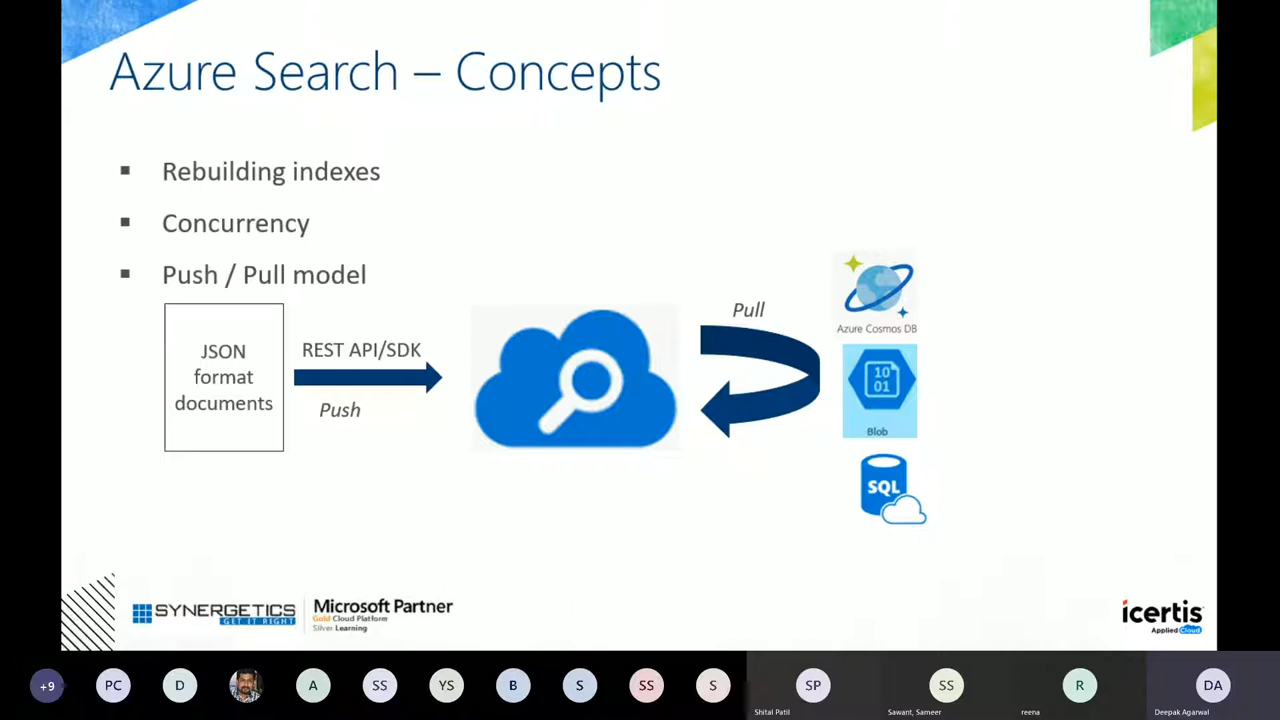 Azure Search – Concepts
▪ Rebuilding indexes
▪ Concurrency
▪ Push / Pull model
JSON
format
documents
REST API/SDK
Push
Pull
Azure Cosmos DB
10
01
Blob
SQL
SYNERGETICS
GET IT RIGHT
Microsoft Partner
Gold Cloud Platform
Silver Learning
icertis
Applied Cloud
+9
PC
D
A
SS
YS
B
S
SS
S
SP
Shital Patil
SS
Sawant, Sameer
R
reena
DA
Deepak Agarwal